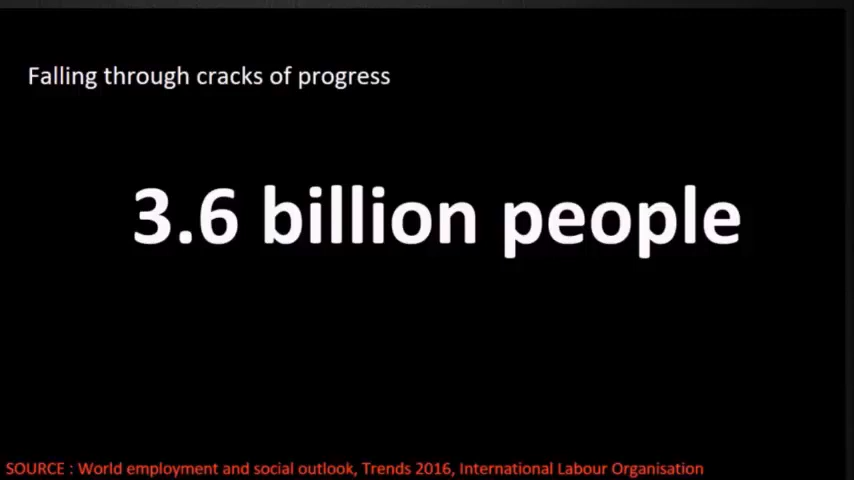 Falling through cracks of progress
3.6 billion people
SOURCE : World employment and social outlook, Trends 2016, International Labour Organisation